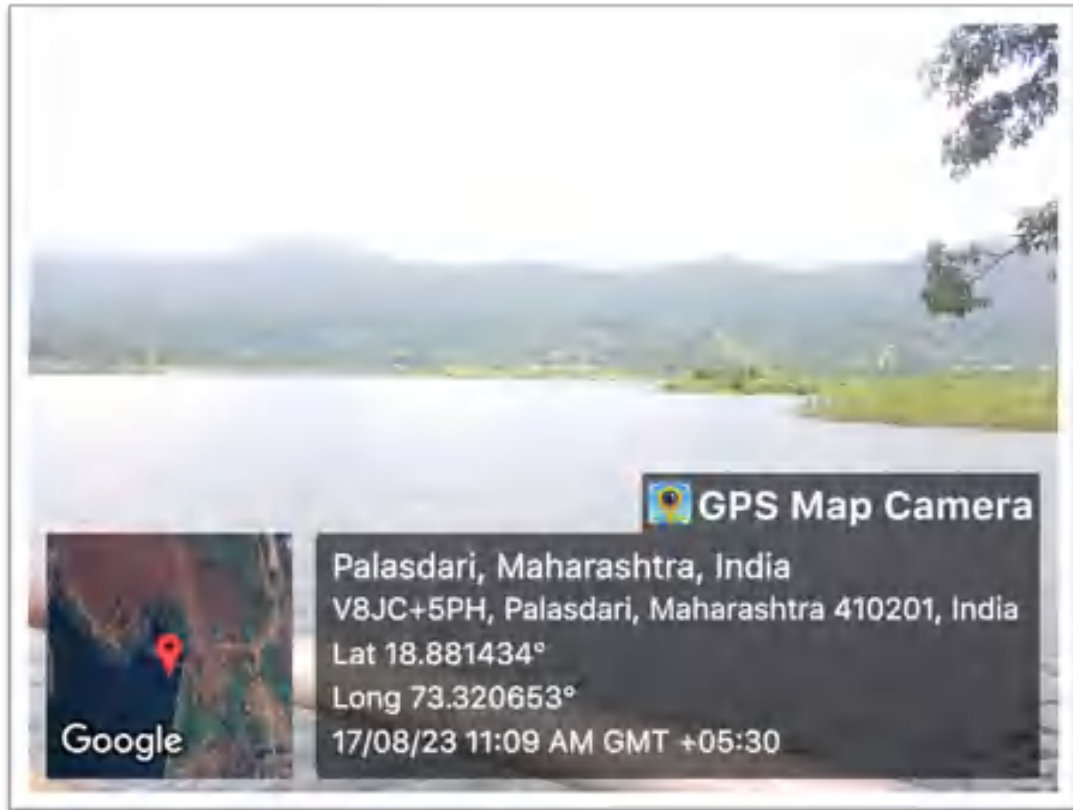 GPS Map Camera
Palasdari, Maharashtra, India
V8JC+5PH, Palasdari, Maharashtra 410201, India
Lat 18.881434°
Long 73.320653°
17/08/23 11:09 AM GMT +05:30
Google